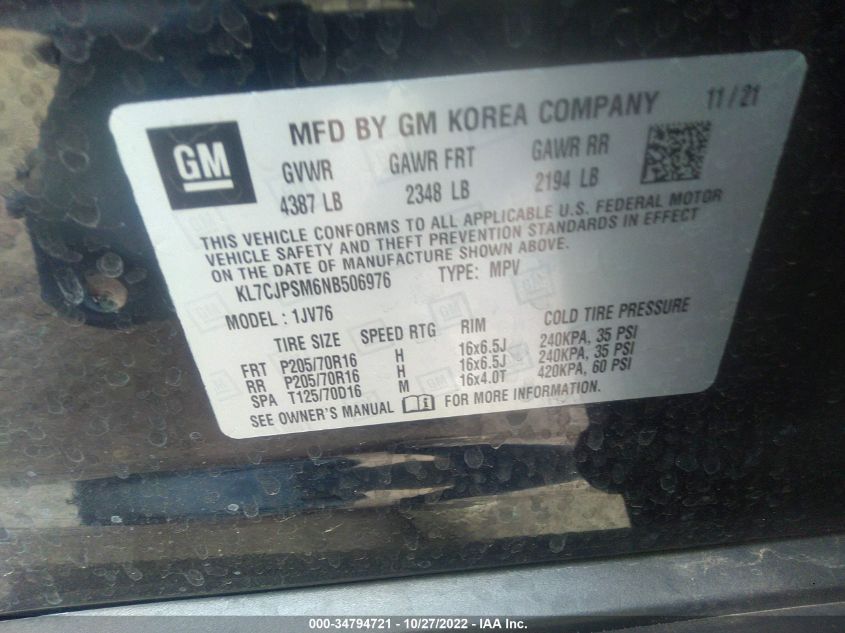 GM
MFD BY GM KOREA COMPANY 11/21
GVWR GAWR FRT GAWR RR
4387 LB 2348 LB 2194 LB
THIS VEHICLE CONFORMS TO ALL APPLICABLE U.S. FEDERAL MOTOR
VEHICLE SAFETY AND THEFT PREVENTION STANDARDS IN EFFECT
ON THE DATE OF MANUFACTURE SHOWN ABOVE.
KL7CJPSM6NB506976 TYPE: MPV
MODEL: 1JV76
TIRE SIZE SPEED RTG RIM COLD TIRE PRESSURE
FRT P205/70R16 H 16x6.5J 240KPA, 35 PSI
RR P205/70R16 H 16x6.5J 240KPA, 35 PSI
SPA T125/70D16 M 16x4.0T 420KPA, 60 PSI
SEE OWNER'S MANUAL FOR MORE INFORMATION.
000-34794721 - 10/27/2022 - IAA Inc.